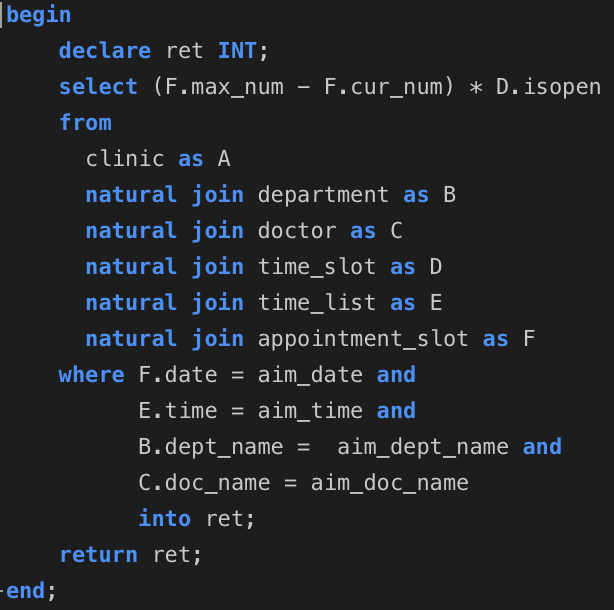 begin
declare ret INT;
select (F.max_num - F.cur_num) * D.isopen
from
clinic as A
natural join department as B
natural join doctor as C
natural join time_slot as D
natural join time_list as E
natural join appointment_slot as F
where F.date = aim_date and
E.time = aim_time and
B.dept_name =  aim_dept_name and
C.doc_name = aim_doc_name
into ret;
return ret;
end;